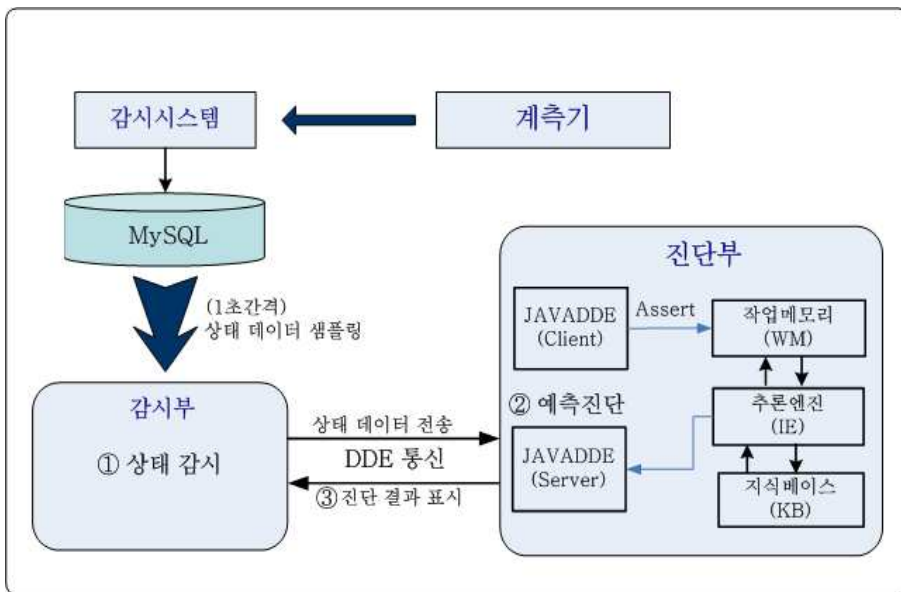 감시시스템
계측기
MySQL
(1초간격)
상태 데이터 샘플링
감시부
① 상태 감시
상태 데이터 전송
DDE 통신
③ 진단 결과 표시
진단부
JAVADDE
(Client)
Assert
작업메모리
(WM)
② 예측진단
추론엔진
(IE)
JAVADDE
(Server)
지식베이스
(KB)